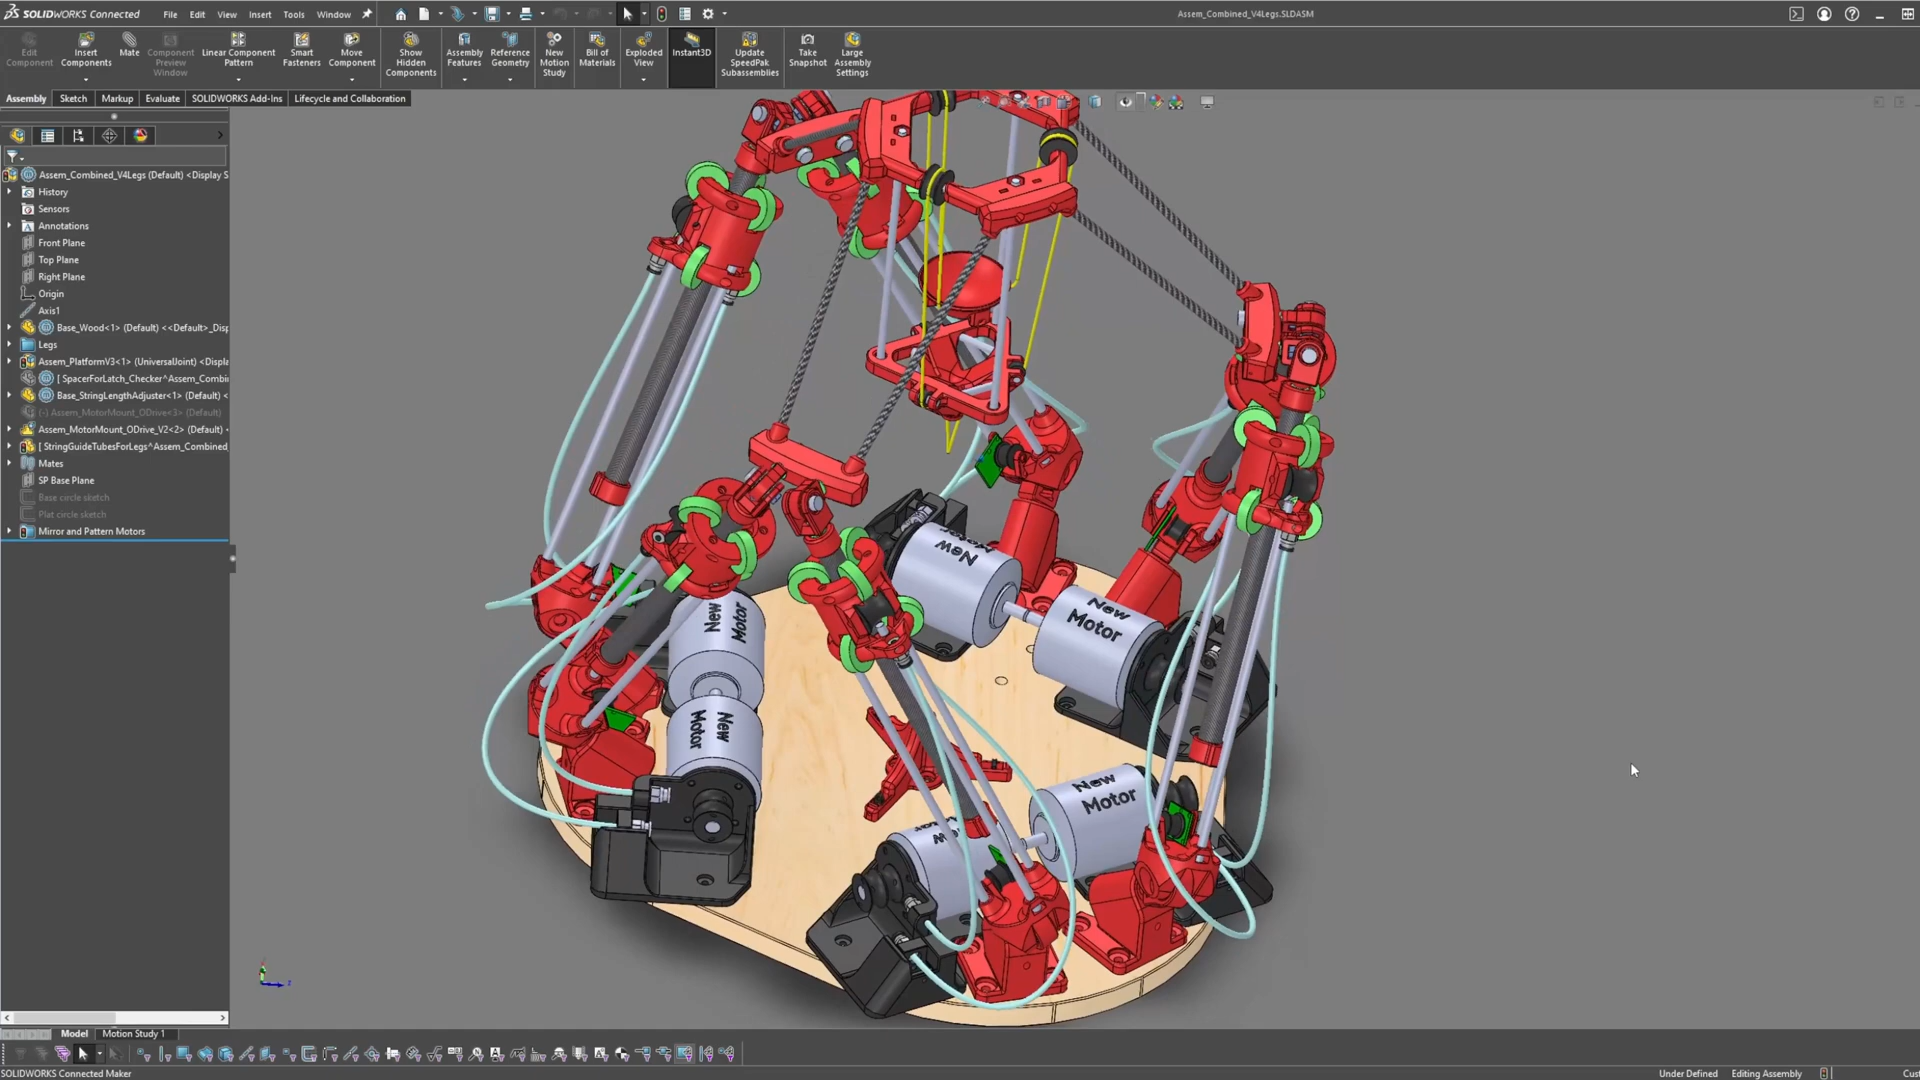 SOLIDWORKS Connected
File Edit View Insert Tools Window
Assem_Combined_V4Legs.SLDASM
Edit Component
Insert Components
Mate
Component Preview Window
Linear Component Pattern
Smart Fasteners
Move Component
Show Hidden Components
Assembly Features
Reference Geometry
New Motion Study
Bill of Materials
Exploded View
Instant3D
Update SpeedPak Subassemblies
Take Snapshot
Large Assembly Settings
Assembly Sketch Markup Evaluate SOLIDWORKS Add-Ins Lifecycle and Collaboration
Assem_Combined_V4Legs (Default) <Display S
History
Sensors
Annotations
Front Plane
Top Plane
Right Plane
Origin
Axis1
Base_Wood<1> (Default) <<Default>_Disp
Legs
Assem_PlatformV3<1> (UniversalJoint) <Displa
[ SpacerForLatch_Checker^Assem_Combi
Base_StringLengthAdjuster<1> (Default) <
(-) Assem_MotorMount_ODrive<3> (Default)
Assem_MotorMount_ODrive_V2<2> (Default)
[ StringGuideTubesForLegs^Assem_Combined
Mates
SP Base Plane
Base circle sketch
Plat circle sketch
Mirror and Pattern Motors
New Motor
New Motor
New Motor
New Motor
New Motor
Model Motion Study 1
SOLIDWORKS Connected Maker
Under Defined Editing Assembly Cust